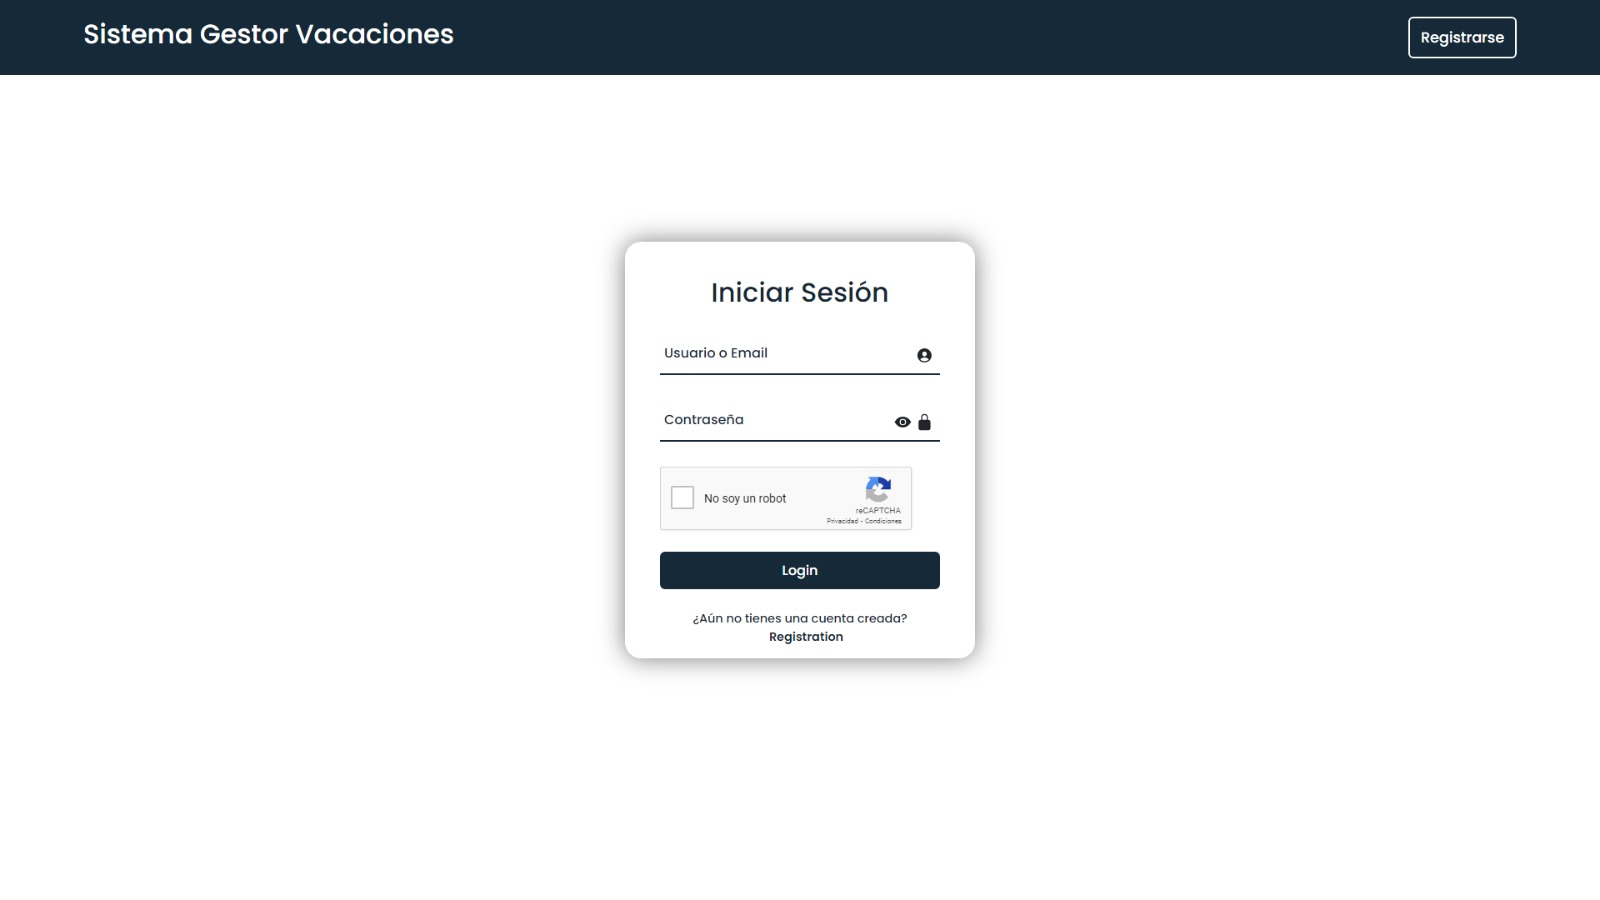 Sistema Gestor Vacaciones
Registrarse
Iniciar Sesión
Usuario o Email
Contraseña
No soy un robot
reCAPTCHA
Privacidad - Condiciones
Login
¿Aún no tienes una cuenta creada?
Registration